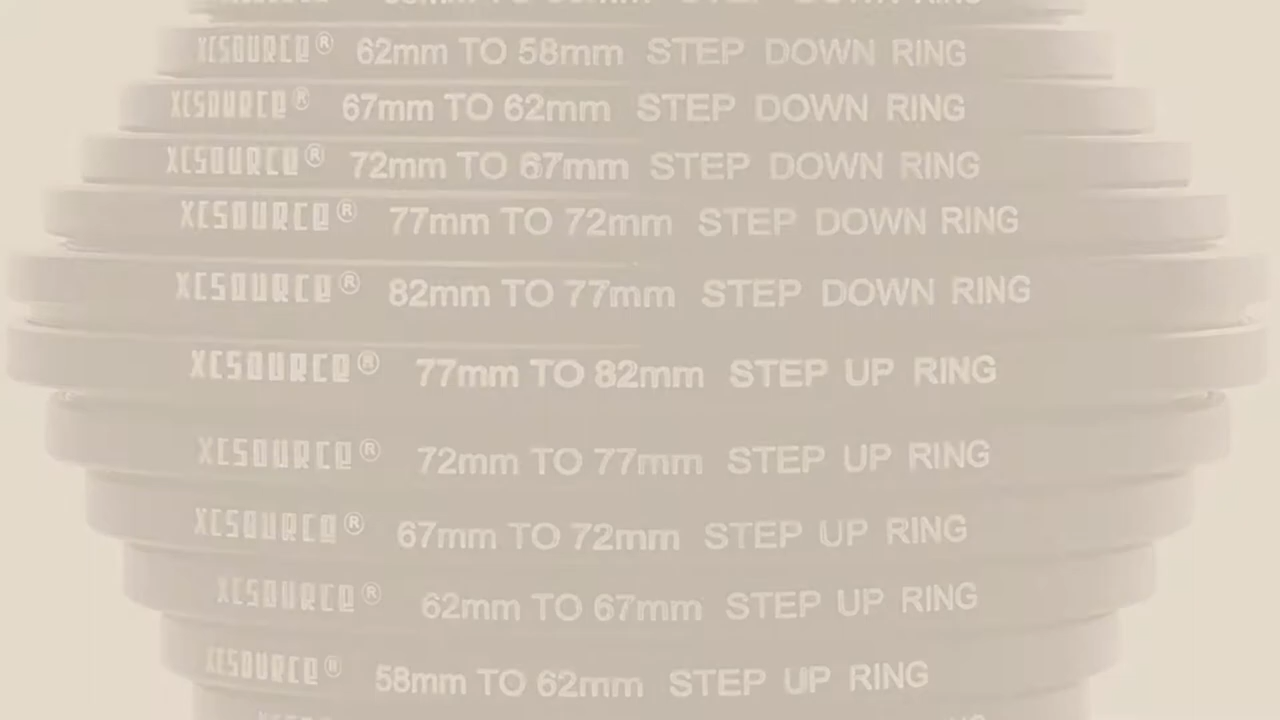 STEP DOWN RING
XCSOURCE® 62mm TO 58mm STEP DOWN RING
XCSOURCE® 67mm TO 62mm STEP DOWN RING
XCSOURCE® 72mm TO 67mm STEP DOWN RING
XCSOURCE® 77mm TO 72mm STEP DOWN RING
XCSOURCE® 82mm TO 77mm STEP DOWN RING
XCSOURCE® 77mm TO 82mm STEP UP RING
XCSOURCE® 72mm TO 77mm STEP UP RING
XCSOURCE® 67mm TO 72mm STEP UP RING
XCSOURCE® 62mm TO 67mm STEP UP RING
XCSOURCE® 58mm TO 62mm STEP UP RING